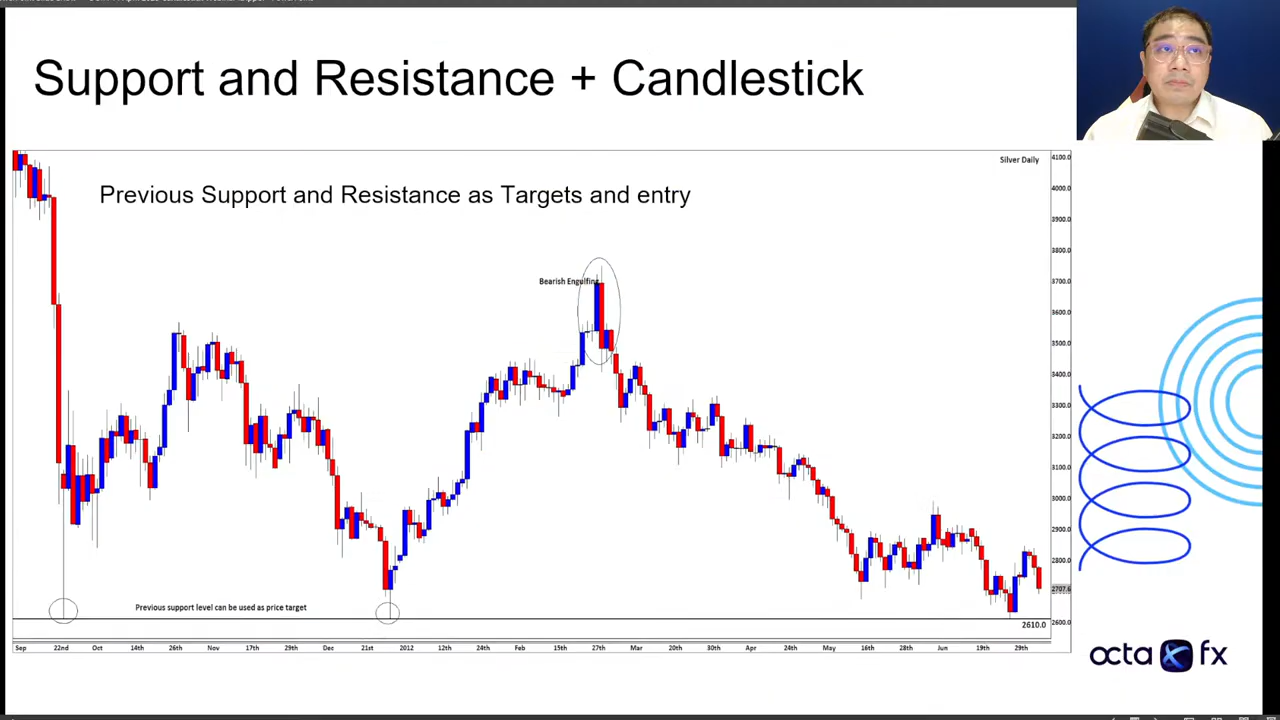 Support and Resistance + Candlestick
Silver Daily
Previous Support and Resistance as Targets and entry
Bearish Engulfing
Previous support level can be used as price target
2610.0
4100.0
4000.0
3900.0
3800.0
3700.0
3600.0
3500.0
3400.0
3300.0
3200.0
3100.0
3000.0
2900.0
2800.0
2707.6
2600.0
Sep 22nd Oct 14th 26th Nov 17th 29th Dec 21st 2012 12th 24th Feb 15th 27th Mar 18th 30th Apr 24th May 16th 28th Jun 19th 29th
octa fx